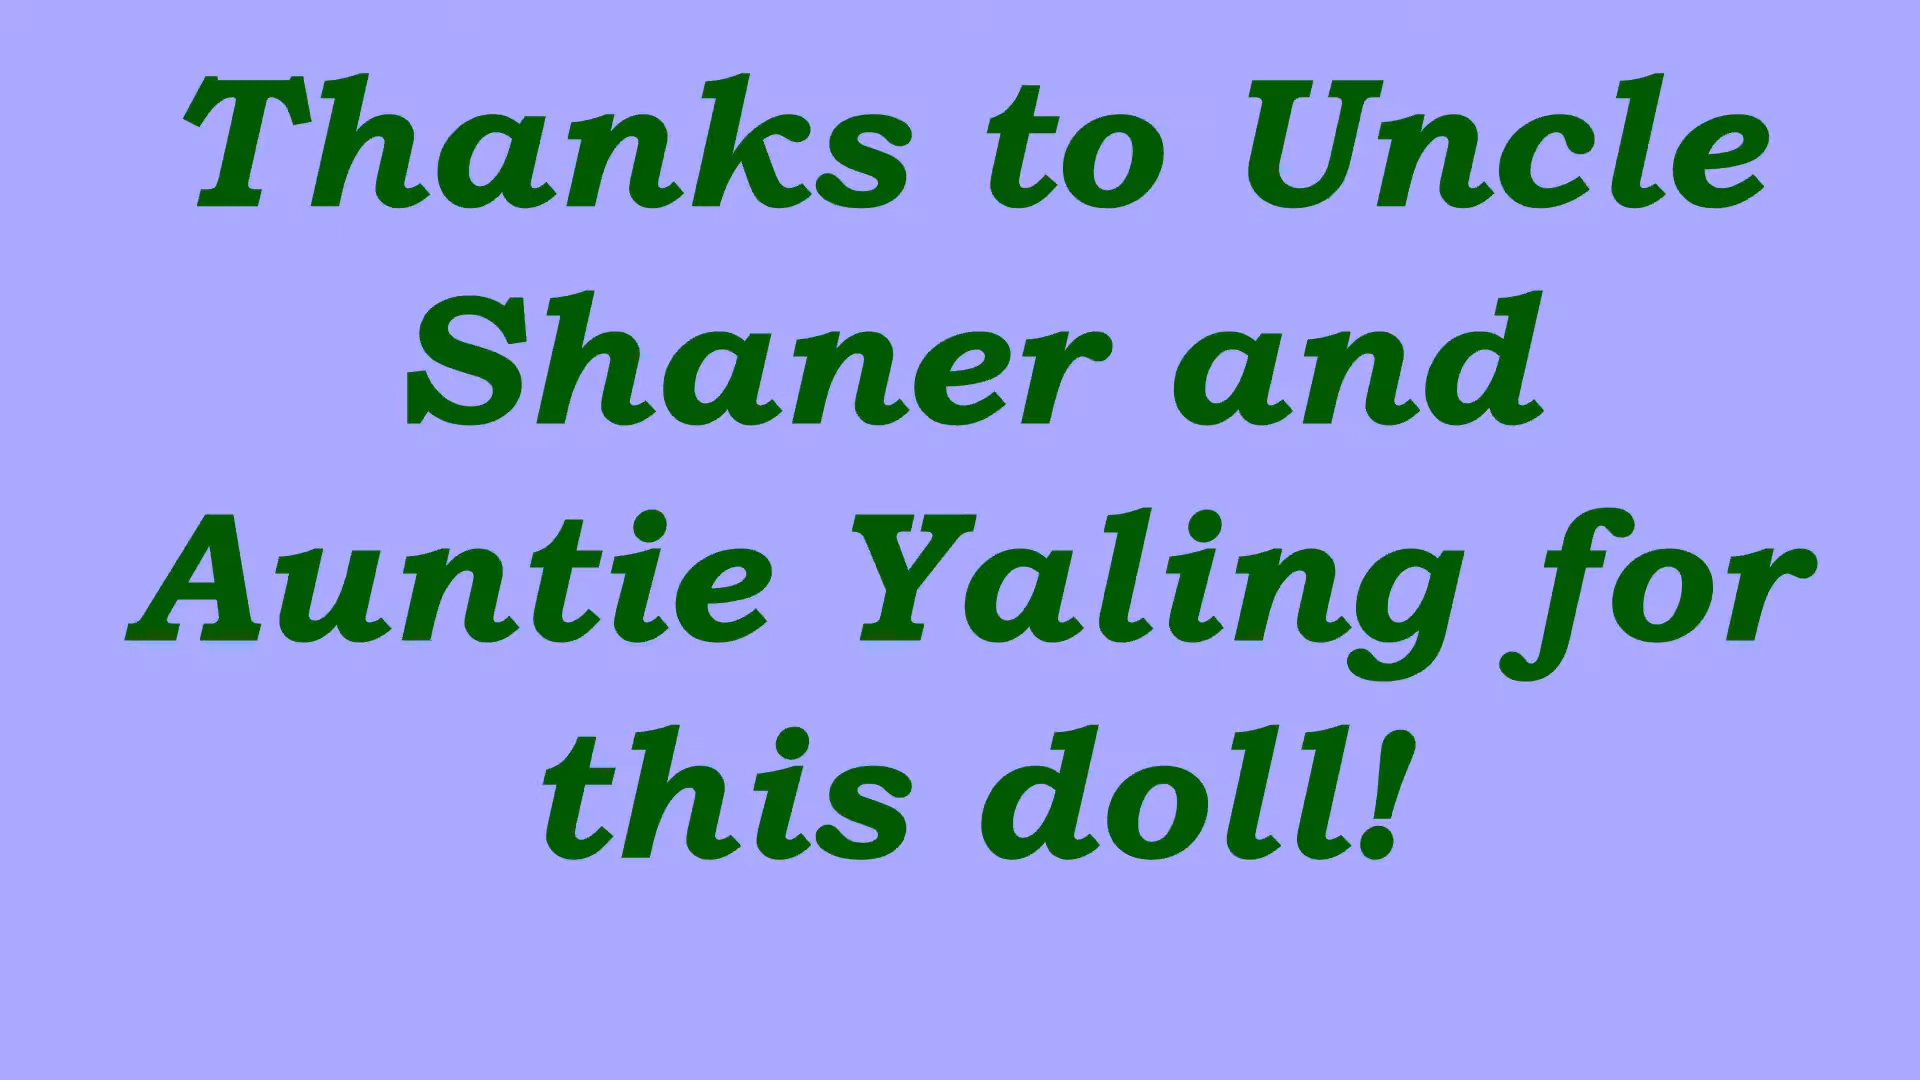 Thanks to Uncle
Shaner and
Auntie Yaling for
this doll!